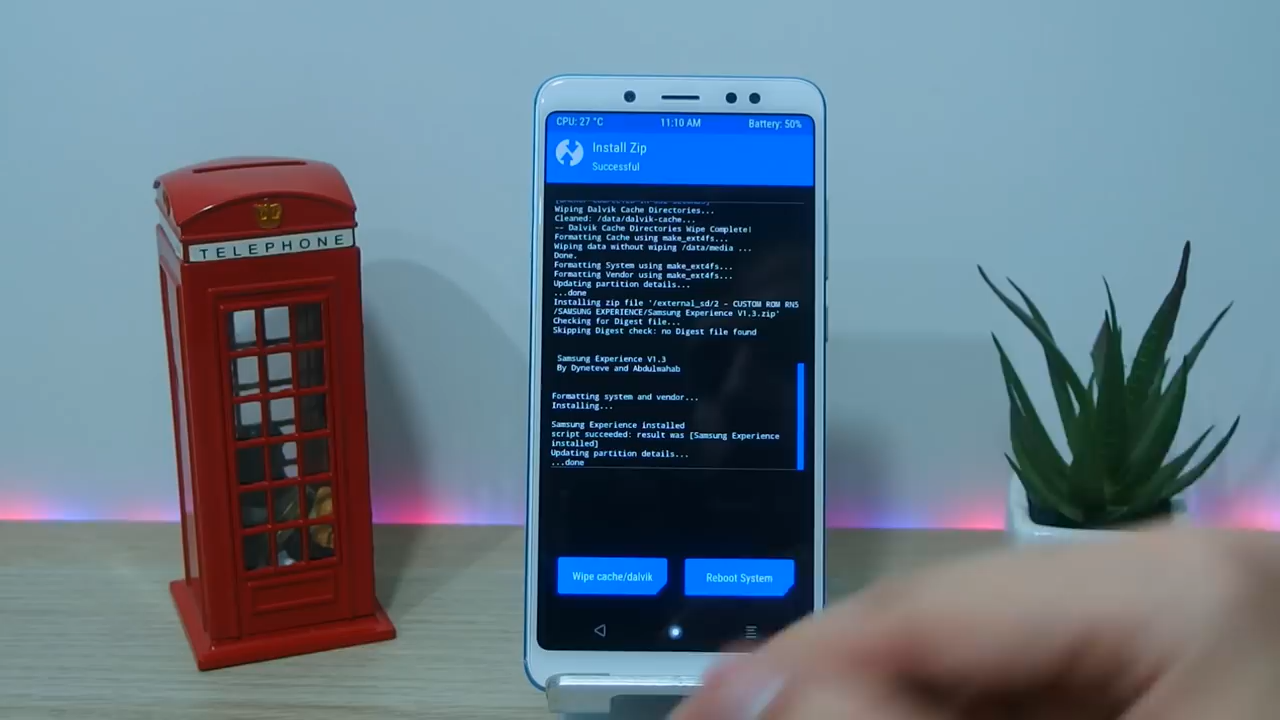 TELEPHONE
CPU: 27 °C 11:10 AM Battery: 50%
Install Zip
Successful
Wiping Dalvik Cache Directories...
Cleaned: /data/dalvik-cache...
-- Dalvik Cache Directories Wipe Complete!
Formatting Cache using make_ext4fs...
Wiping data without wiping /data/media ...
Done.
Formatting System using make_ext4fs...
Formatting Vendor using make_ext4fs...
Updating partition details...
...done
Installing zip file '/external_sd/2 - CUSTOM ROM RN5
/SAMSUNG EXPERIENCE/Samsung Experience V1.3.zip'
Checking for Digest file...
Skipping Digest check: no Digest file found
Samsung Experience V1.3
By Dyneteve and Abdulwahab
Formatting system and vendor...
Installing...
Samsung Experience installed
script succeeded: result was [Samsung Experience
installed]
Updating partition details...
...done
Wipe cache/dalvik
Reboot System